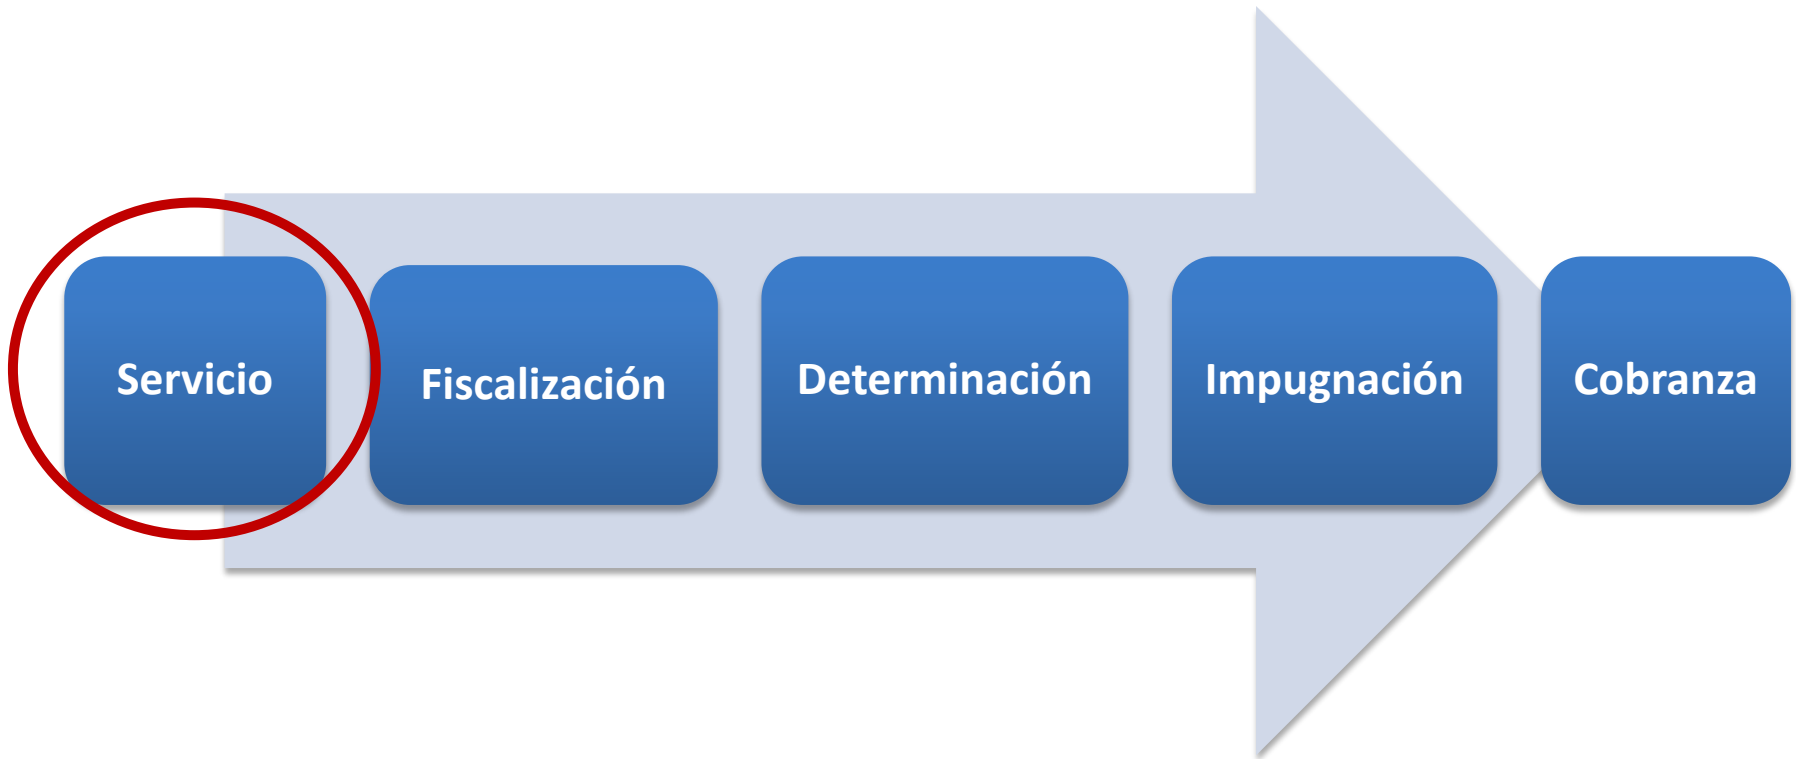 Servicio
Fiscalización
Determinación
Impugnación
Cobranza